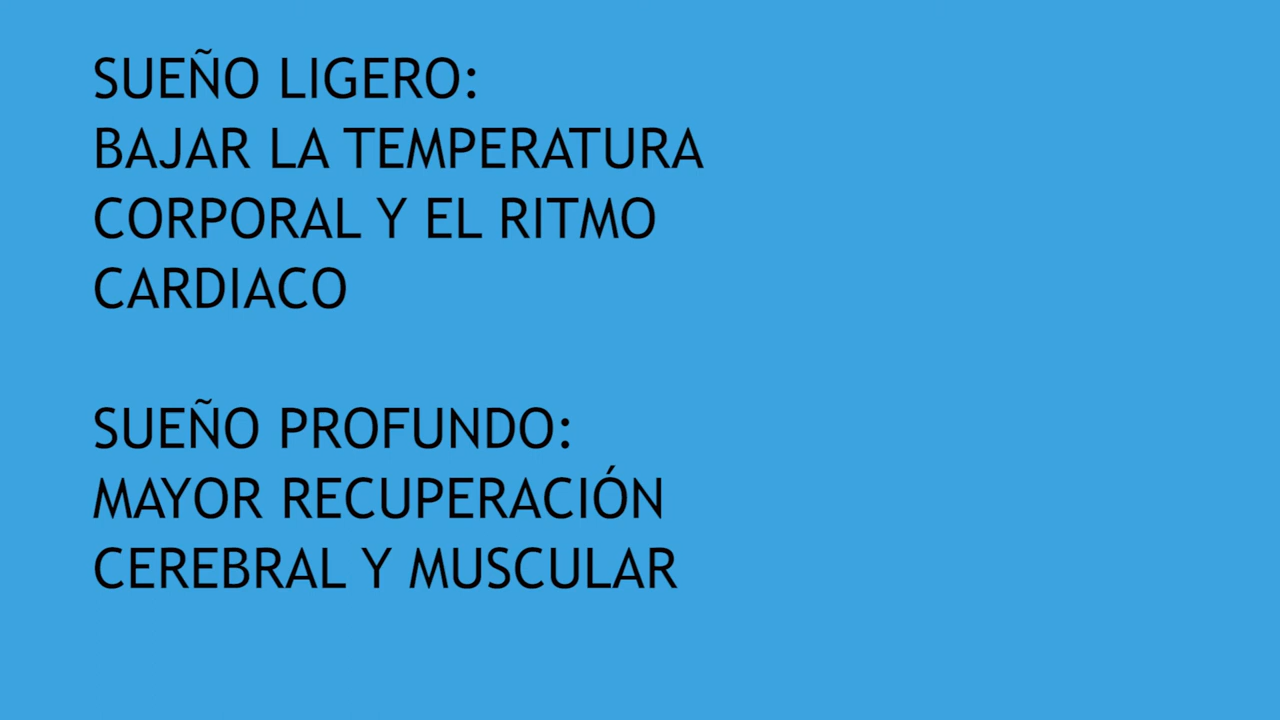 SUEÑO LIGERO:
BAJAR LA TEMPERATURA
CORPORAL Y EL RITMO
CARDIACO
SUEÑO PROFUNDO:
MAYOR RECUPERACIÓN
CEREBRAL Y MUSCULAR